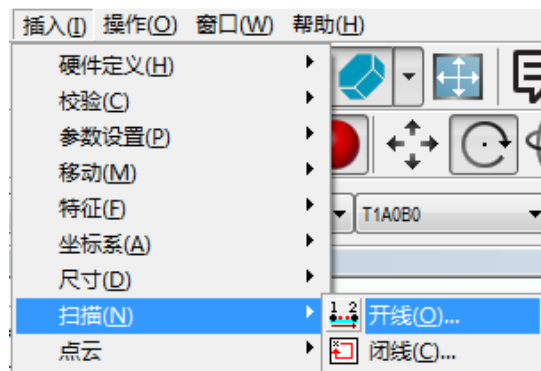 插入(I) 操作(O) 窗口(W) 帮助(H)
硬件定义(H)
校验(C)
参数设置(P)
移动(M)
特征(F)
T1A0B0
坐标系(A)
尺寸(D)
扫描(N)
1 2 开线(O)...
点云
闭线(C)...